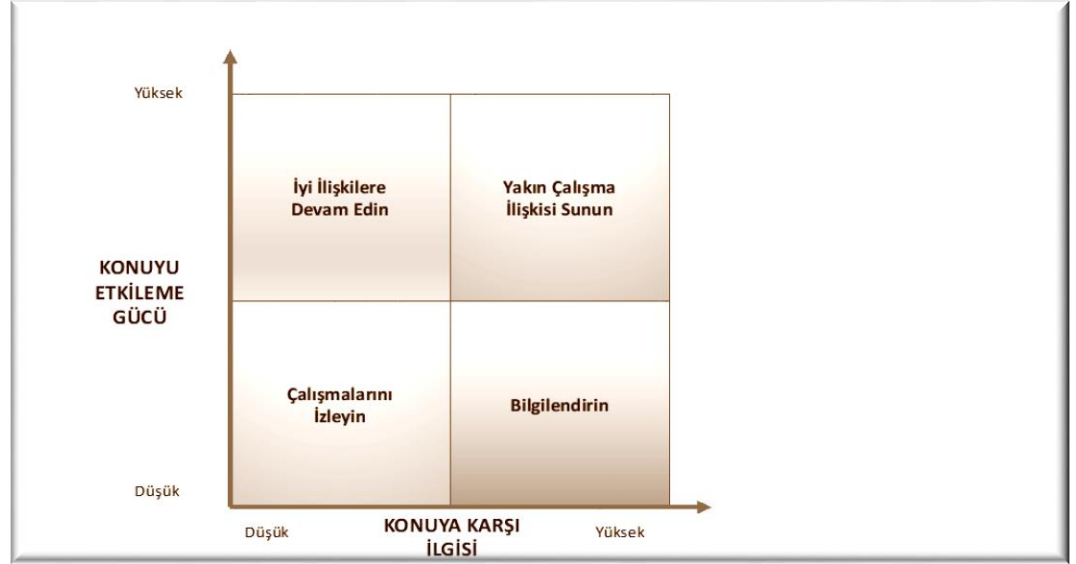 Yüksek
İyi İlişkilere
Devam Edin
Yakın Çalışma
İlişkisi Sunun
KONUYU
ETKİLEME
GÜCÜ
Çalışmalarını
İzleyin
Bilgilendirin
Düşük
Düşük
KONUYA KARŞI
İLGİSİ
Yüksek